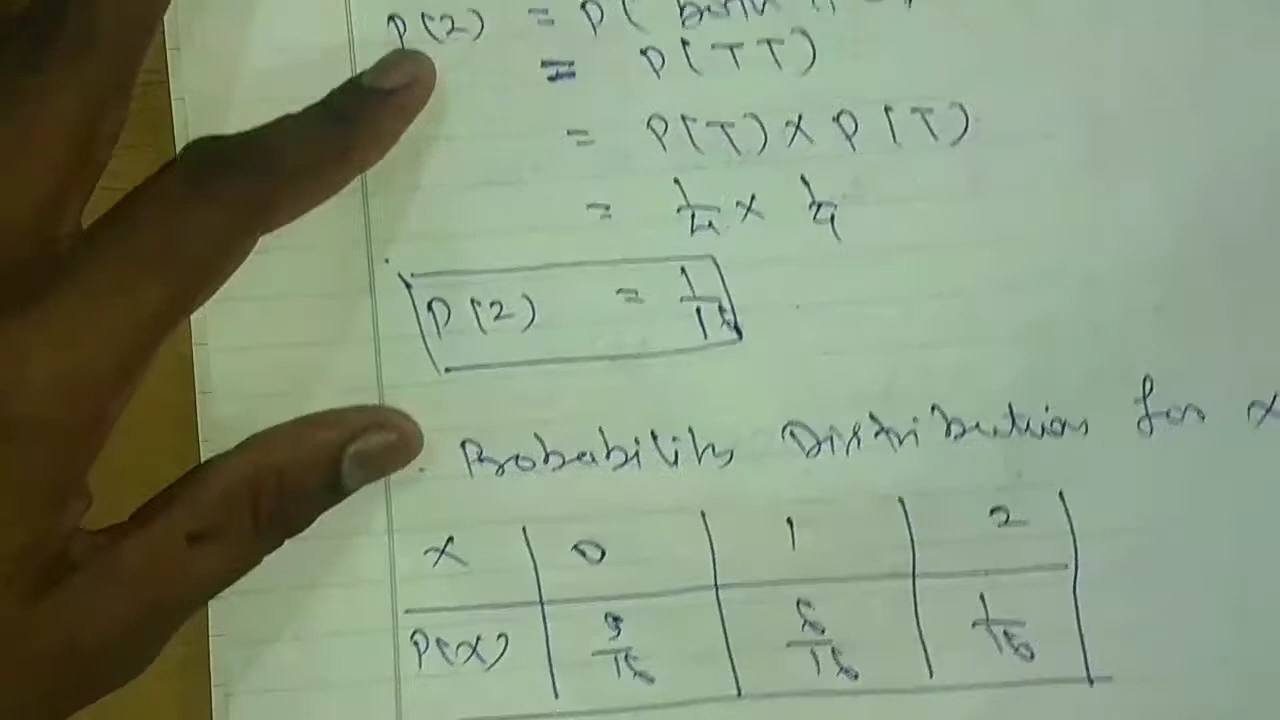 P(2) = P(
= P(TT)
= P(T) x P(T)
= 1/4 x 1/4
P(2) = 1/16
Probability Distribution for x
x 0 1 2
P(x) 9/16 6/16 1/16